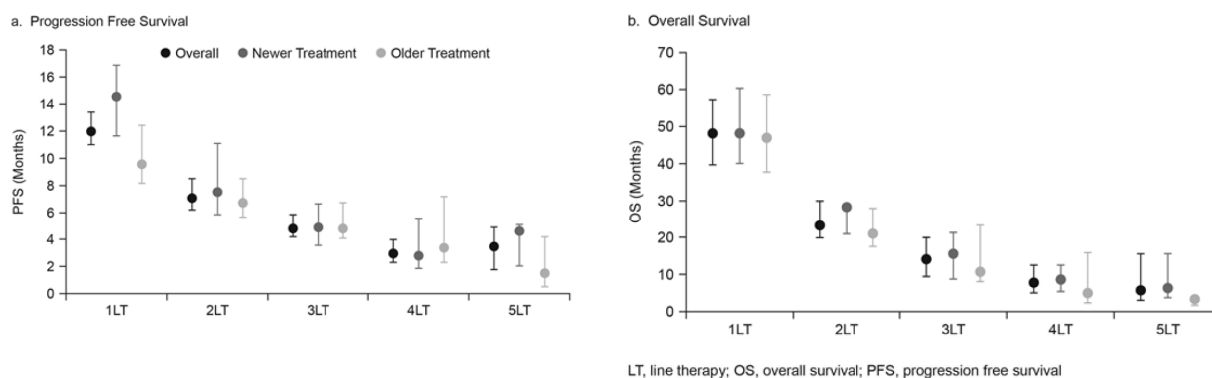 a. Progression Free Survival
Overall Newer Treatment Older Treatment
PFS (Months)
18
16
14
12
10
8
6
4
2
0
1LT 2LT 3LT 4LT 5LT
b. Overall Survival
OS (Months)
70
60
50
40
30
20
10
0
1LT 2LT 3LT 4LT 5LT
LT, line therapy; OS, overall survival; PFS, progression free survival